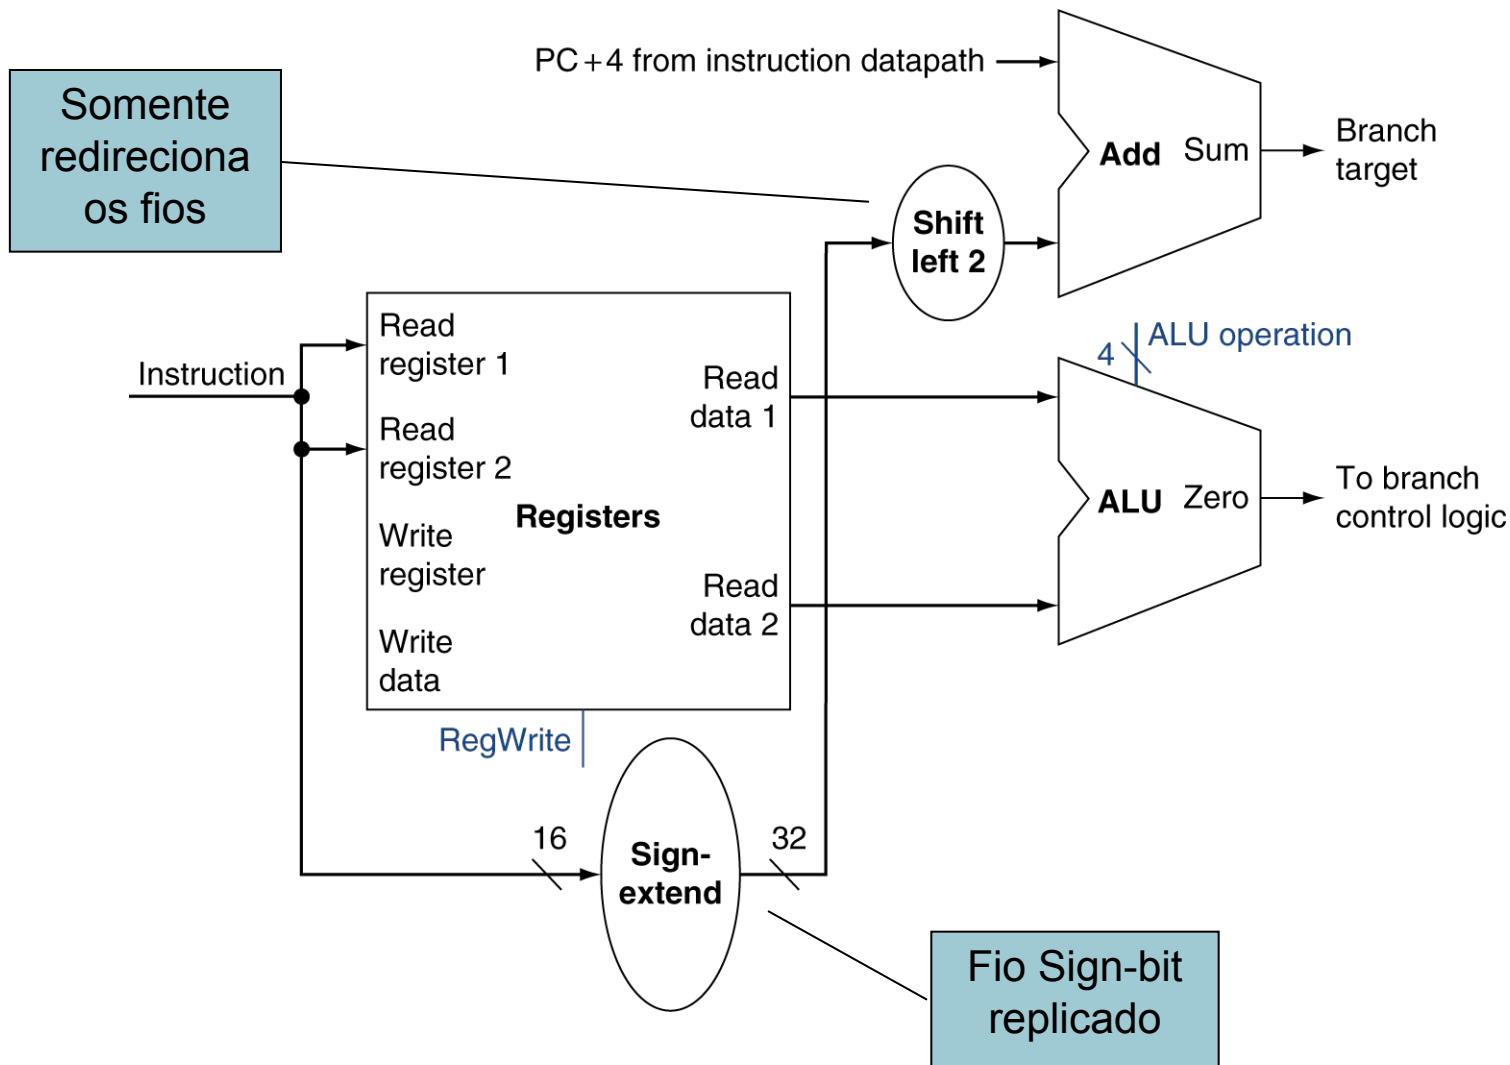 PC+4 from instruction datapath
Somente
redireciona
os fios
Add Sum
Branch
target
Shift
left 2
ALU operation
4
Instruction
Read
register 1
Read
register 2
Write
register
Write
data
Registers
Read
data 1
Read
data 2
ALU Zero
To branch
control logic
RegWrite
16
Sign-
extend
32
Fio Sign-bit
replicado